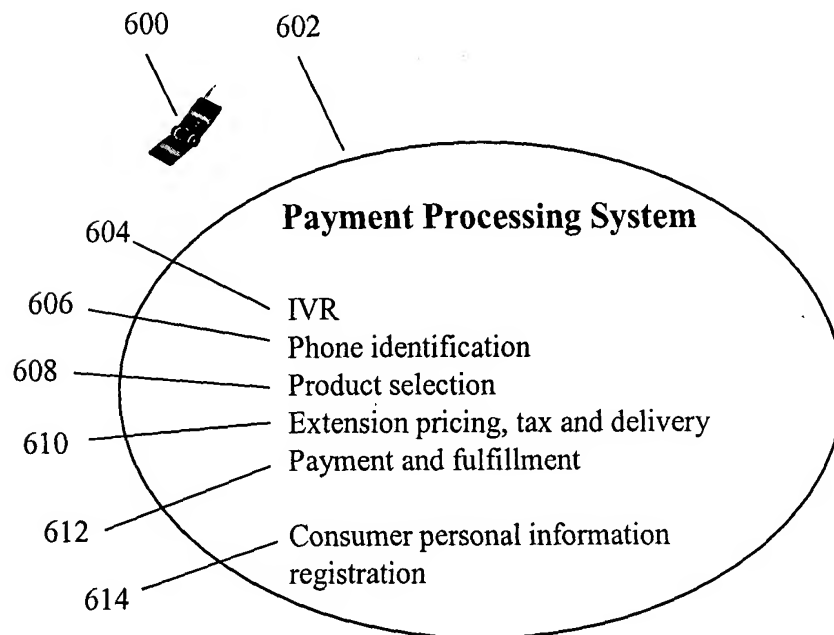 600
602
Payment Processing System
604
IVR
606
Phone identification
608
Product selection
610
Extension pricing, tax and delivery
612
Payment and fulfillment
614
Consumer personal information
registration